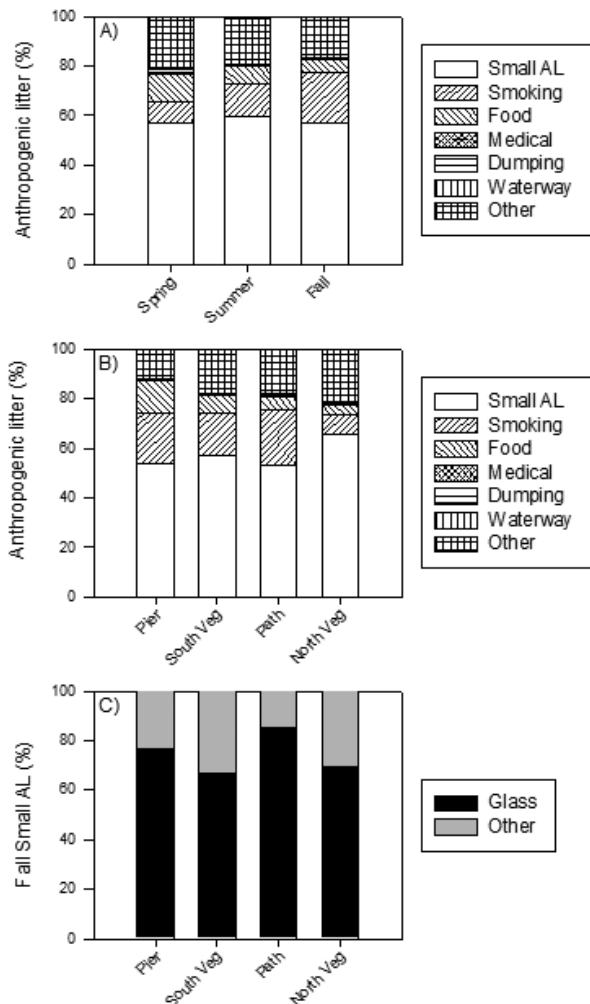 A)
Anthropogenic litter (%)
100
80
60
40
20
0
Spring
Summer
Fall
Small AL
Smoking
Food
Medical
Dumping
Waterway
Other
B)
Anthropogenic litter (%)
100
80
60
40
20
0
Pier
South Veg
Path
North Veg
Small AL
Smoking
Food
Medical
Dumping
Waterway
Other
C)
Fall Small AL (%)
100
80
60
40
20
0
Pier
South Veg
Path
North Veg
Glass
Other